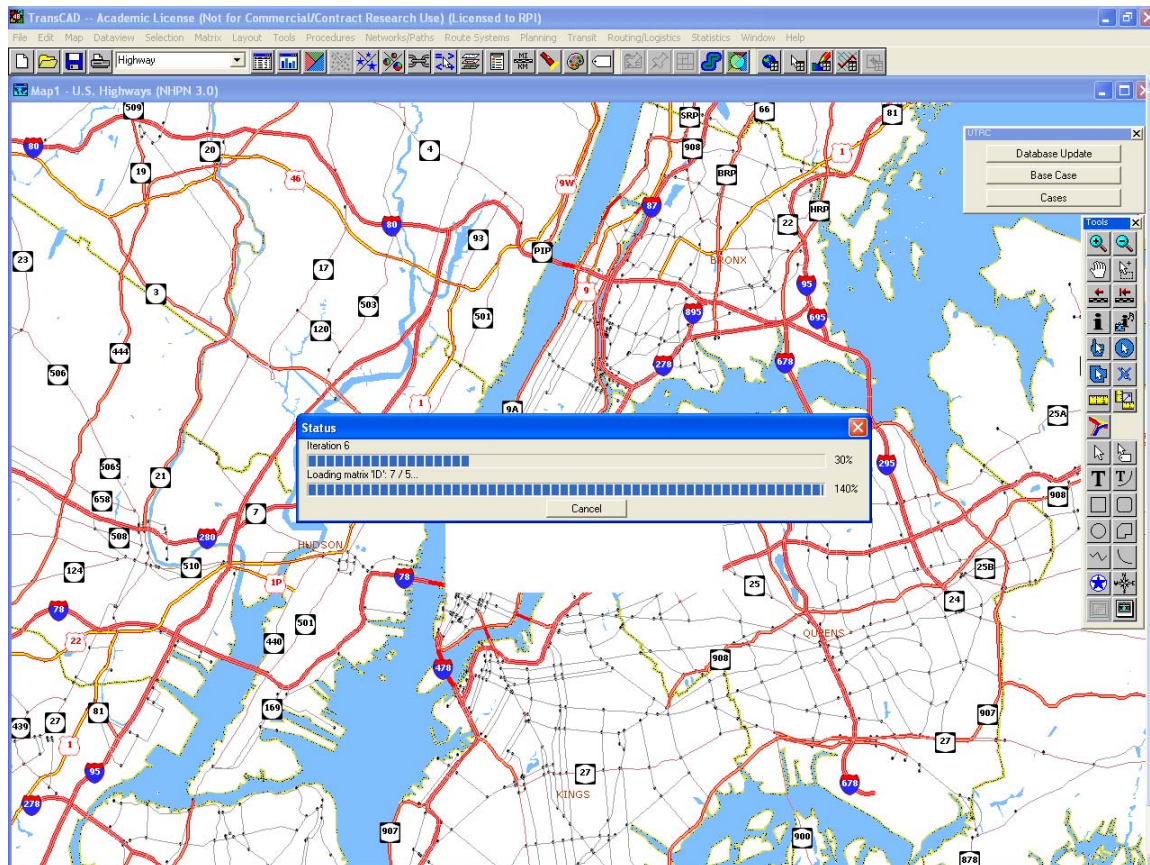 TransCAD -- Academic License (Not for Commercial/Contract Research Use) (Licensed to RPI)
File Edit Map Dataview Selection Matrix Layout Tools Procedures Networks/Paths Route Systems Planning Transit Routing/Logistics Statistics Window Help
Highway
MI
KM
Map1 - U.S. Highways (NHPN 3.0)
509
SRP
66
81
UTRC
80
20
4
908
1
Database Update
19
46
9W
BRP
Base Case
87
Cases
80
22
HRP
Tools
93
PIP
23
17
BRONX
3
9
95
503
501
895
695
120
444
278
678
506
1
9A
25A
Status
Iteration 6
30%
Loading matrix 'ID': 7 / 5...
140%
Cancel
506S
21
295
658
908
7
508
280
HUDSON
510
124
1P
78
25
25B
78
24
501
22
440
QUEENS
478
908
169
439
27
81
907
1
27
95
27
678
278
KINGS
907
900
878